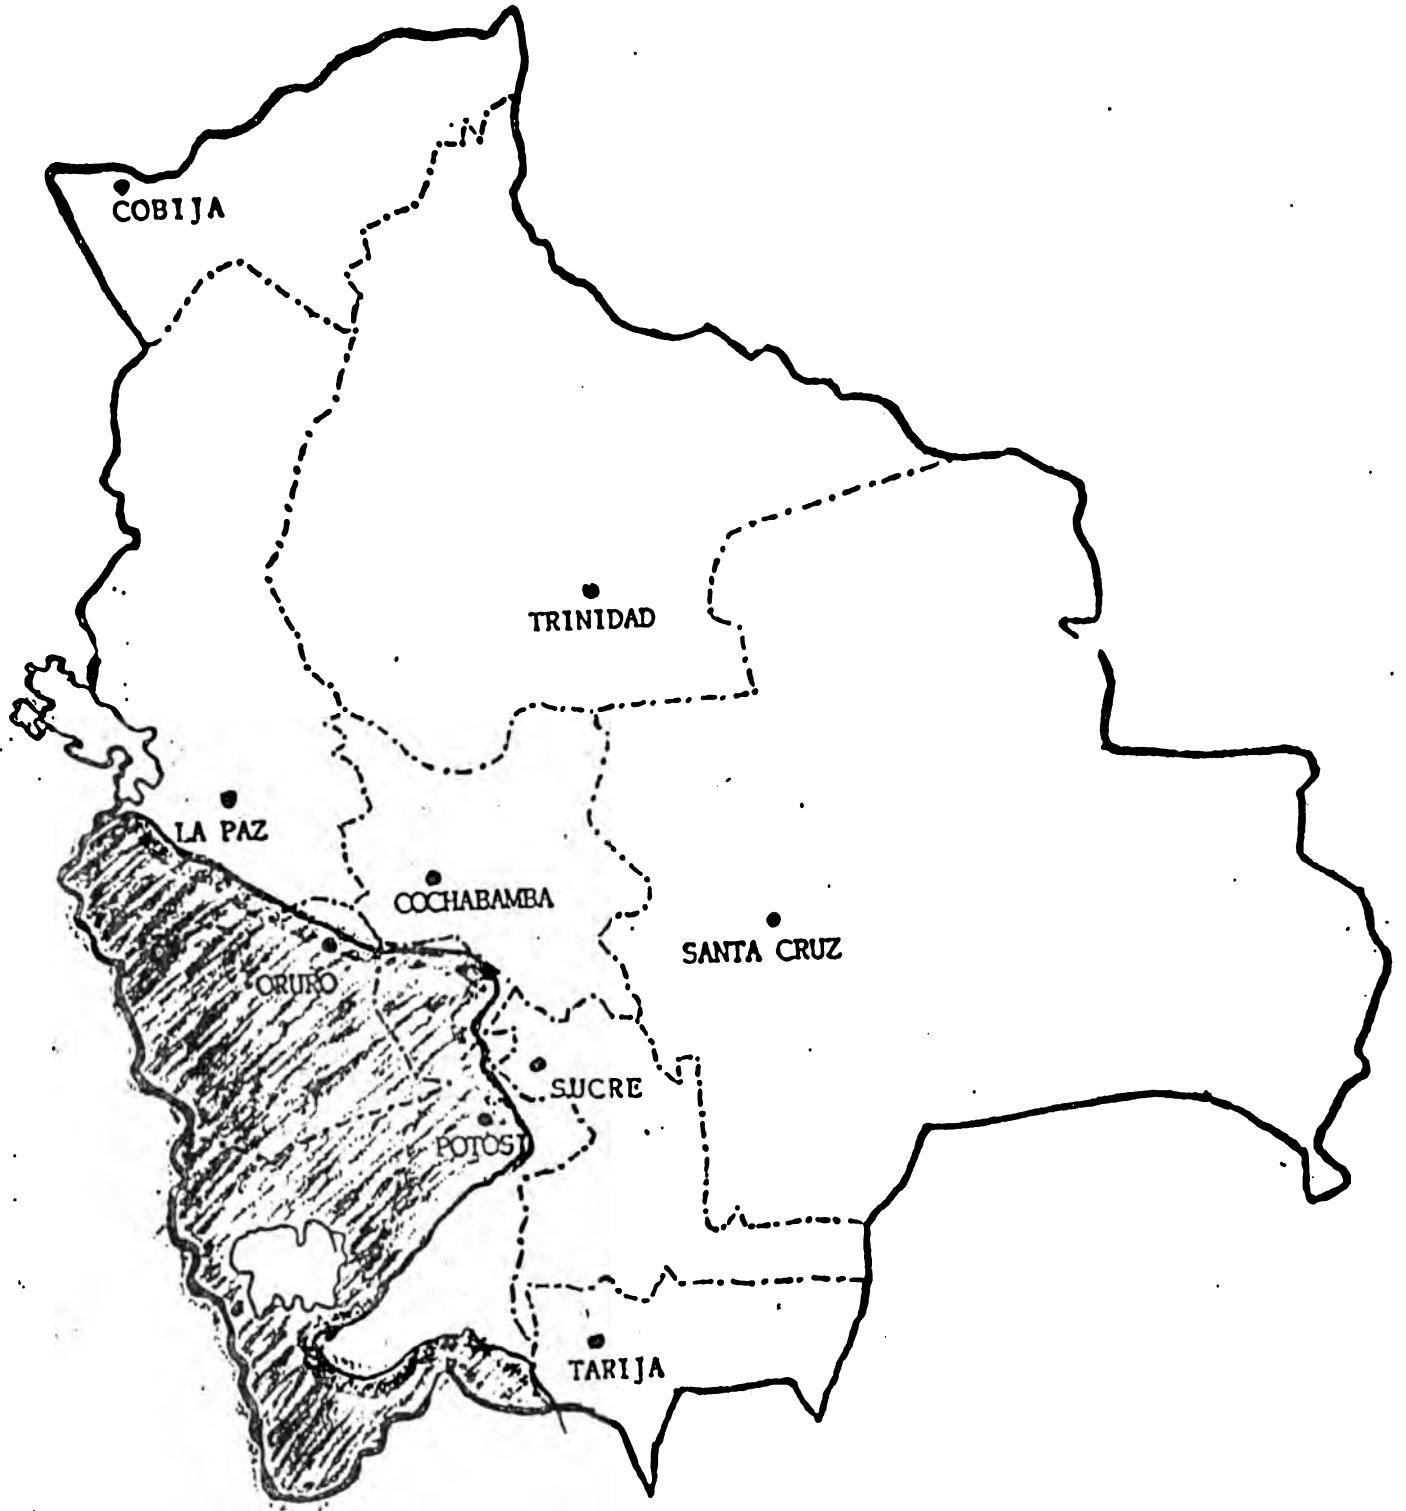 COBIJA
TRINIDAD
LA PAZ
COCHABAMBA
SANTA CRUZ
ORURO
SUCRE
POTOSI
TARIJA